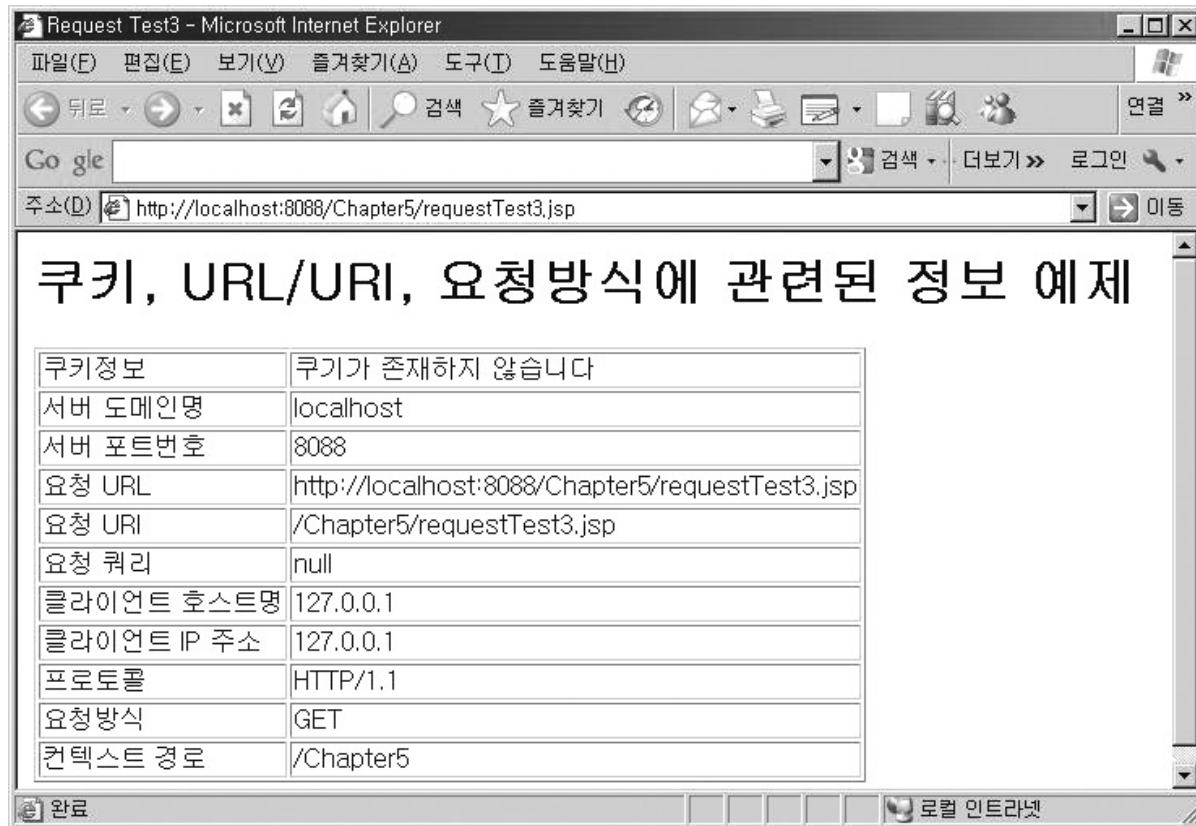 Request Test3 - Microsoft Internet Explorer
파일(F) 편집(E) 보기(V) 즐겨찾기(A) 도구(T) 도움말(H)
뒤로 검색 즐겨찾기 연결 »
Go gle 검색 더보기 » 로그인
주소(D) http://localhost:8088/Chapter5/requestTest3.jsp 이동
쿠키, URL/URI, 요청방식에 관련된 정보 예제
쿠키정보 쿠기가 존재하지 않습니다
서버 도메인명 localhost
서버 포트번호 8088
요청 URL http://localhost:8088/Chapter5/requestTest3.jsp
요청 URI /Chapter5/requestTest3.jsp
요청 쿼리 null
클라이언트 호스트명 127.0.0.1
클라이언트 IP 주소 127.0.0.1
프로토콜 HTTP/1.1
요청방식 GET
컨텍스트 경로 /Chapter5
완료 로컬 인트라넷